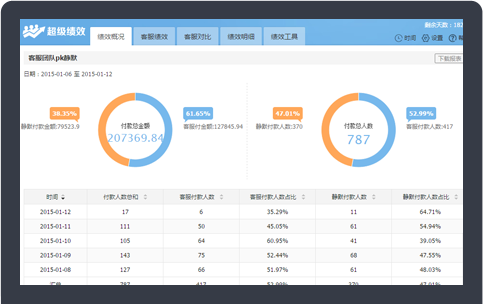 剩余天数：182
超级绩效 绩效概况 客服绩效 客服对比 绩效明细 绩效工具 时间 设置
客服团队pk静默 下载报表
日期：2015-01-06 至 2015-01-12
38.35% 61.65% 47.01% 52.99%
静默付款金额:79523.9 付款总金额 客服付金额:127845.94 静默付款人数:370 付款总人数 客服付款人数:417
207369.84 787
时间 付款人数总和 客服付款人数 客服付款人数占比 静默付款人数 静默付款人数占比
2015-01-12 17 6 35.29% 11 64.71%
2015-01-11 111 50 45.05% 61 54.94%
2015-01-10 105 64 60.95% 41 39.05%
2015-01-09 143 75 52.44% 68 47.55%
2015-01-08 127 66 51.97% 61 48.03%
汇总 787 417 52.99% 370 47.01%